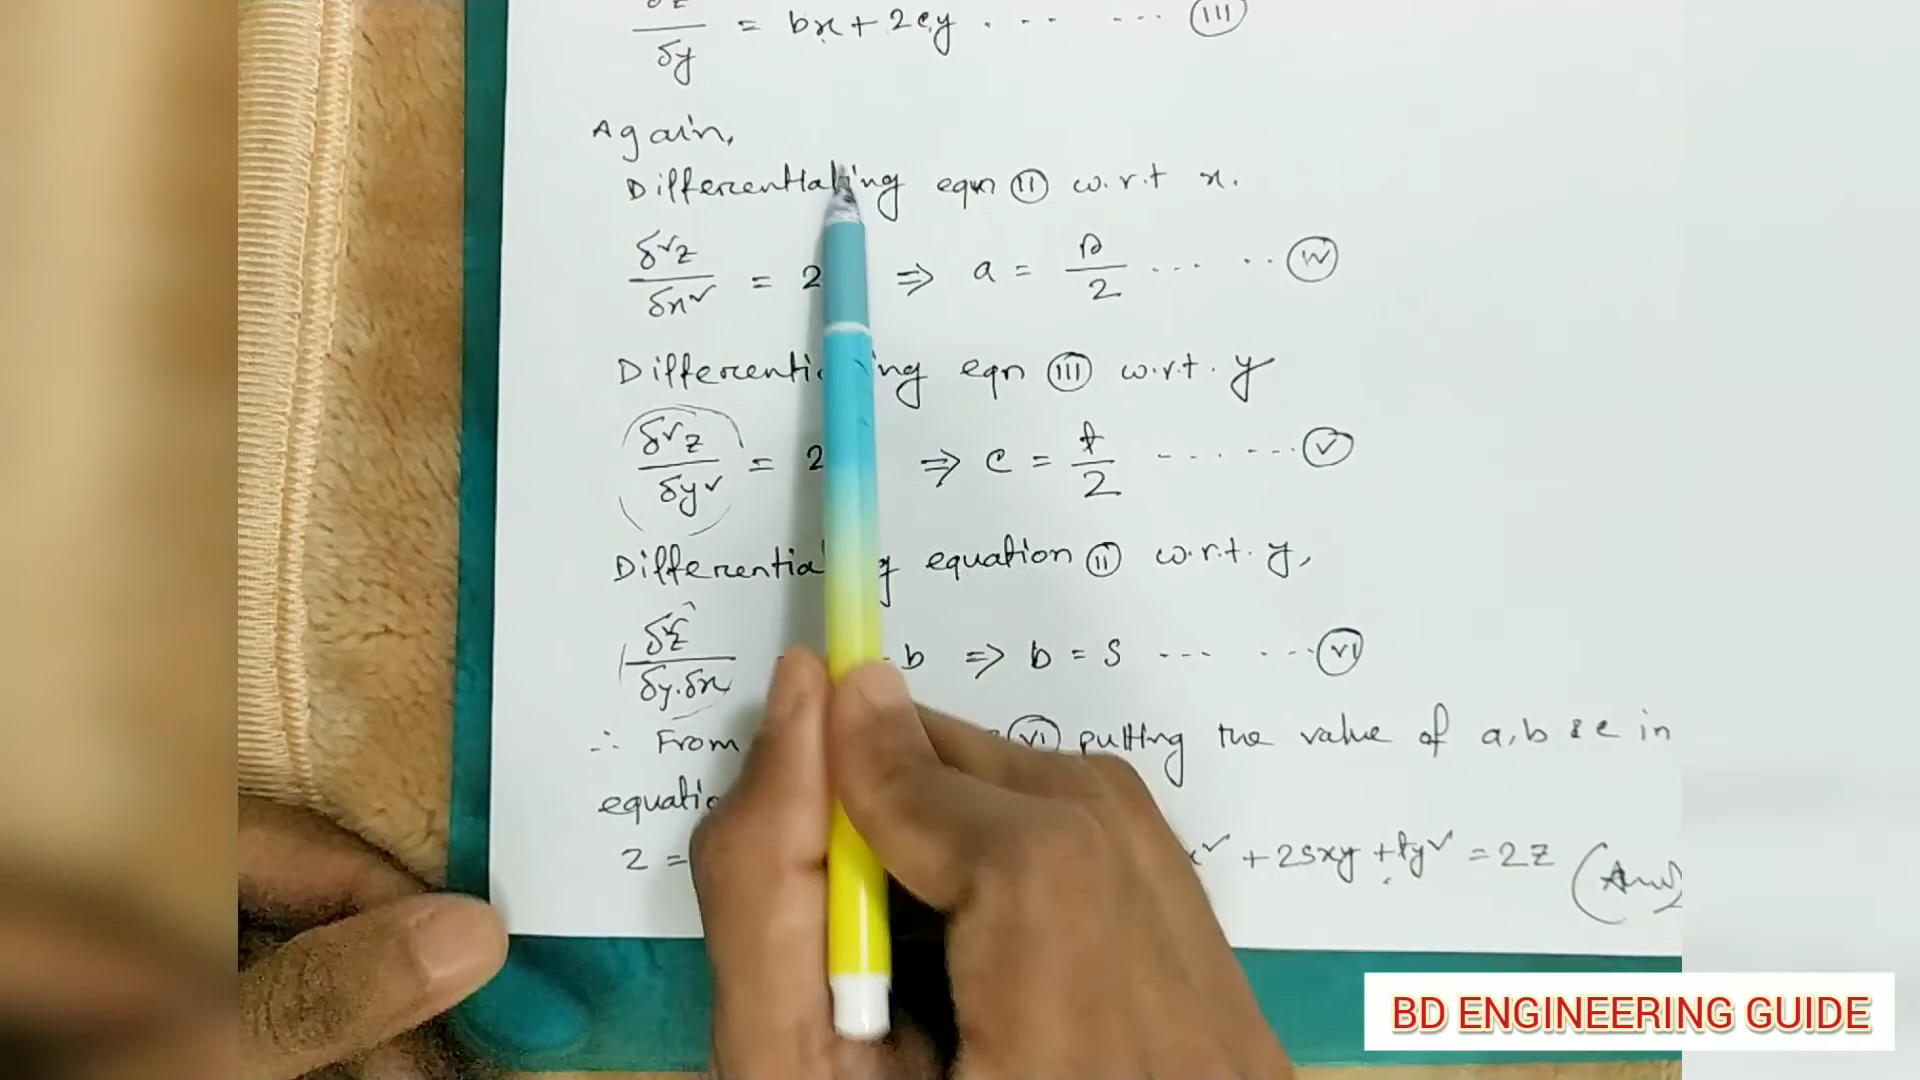 δz/δy = bx + 2cy . . . . . . . (III)
Again,
Differentiating eqn (II) w.r.t x.
δ²z/δx² = 2 ⇒ a = r/2 . . . . . (IV)
Differentiating eqn (III) w.r.t. y
δ²z/δy² = 2 ⇒ c = t/2 - - - - - - (V)
Differentiating equation (II) w.r.t. y,
δ²z/δy.δx b ⇒ b = s --- --- (VI)
∴ From (VI) putting the value of a, b & c in
z = + 2sxy + ty² = 2z (Ans)
BD ENGINEERING GUIDE